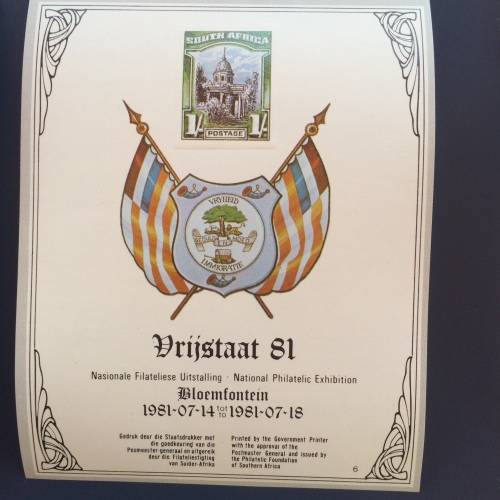 SOUTH AFRICA
1/- 1/-
POSTAGE
VRYHEID
IMMIGRATIE
Vrijstaat 81
Nasionale Filateliese Uitstalling · National Philatelic Exhibition
Bloemfontein
1981-07-14 tot TO 1981-07-18
Gedruk deur die Staatsdrukker met
die goedkeuring van die
Posmeester-generaal en uitgereik
deur die Filateliestigting
van Suider-Afrika
Printed by the Government Printer
with the approval of the
Postmaster General and issued by
the Philatelic Foundation
of Southern Africa
6